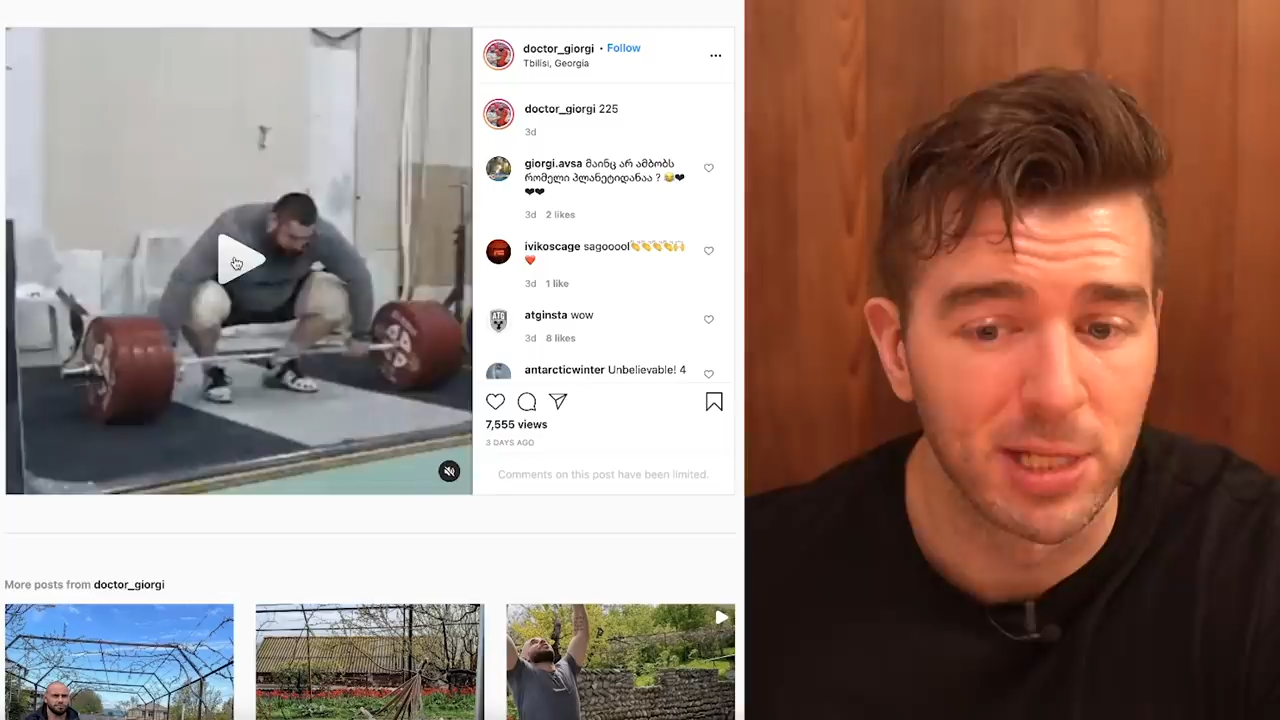 doctor_giorgi • Follow
Tbilisi, Georgia
doctor_giorgi 225
3d
giorgi.avsa მაინც არ ამბობს
რომელი პლანეტიდანაა ? 😂❤
❤❤
3d 2 likes
ivikoscage sagooool👏👏👏👏🙌
❤️
3d 1 like
ATG
atginsta wow
3d 8 likes
antarcticwinter Unbelievable! 4
7,555 views
3 DAYS AGO
Comments on this post have been limited.
More posts from doctor_giorgi